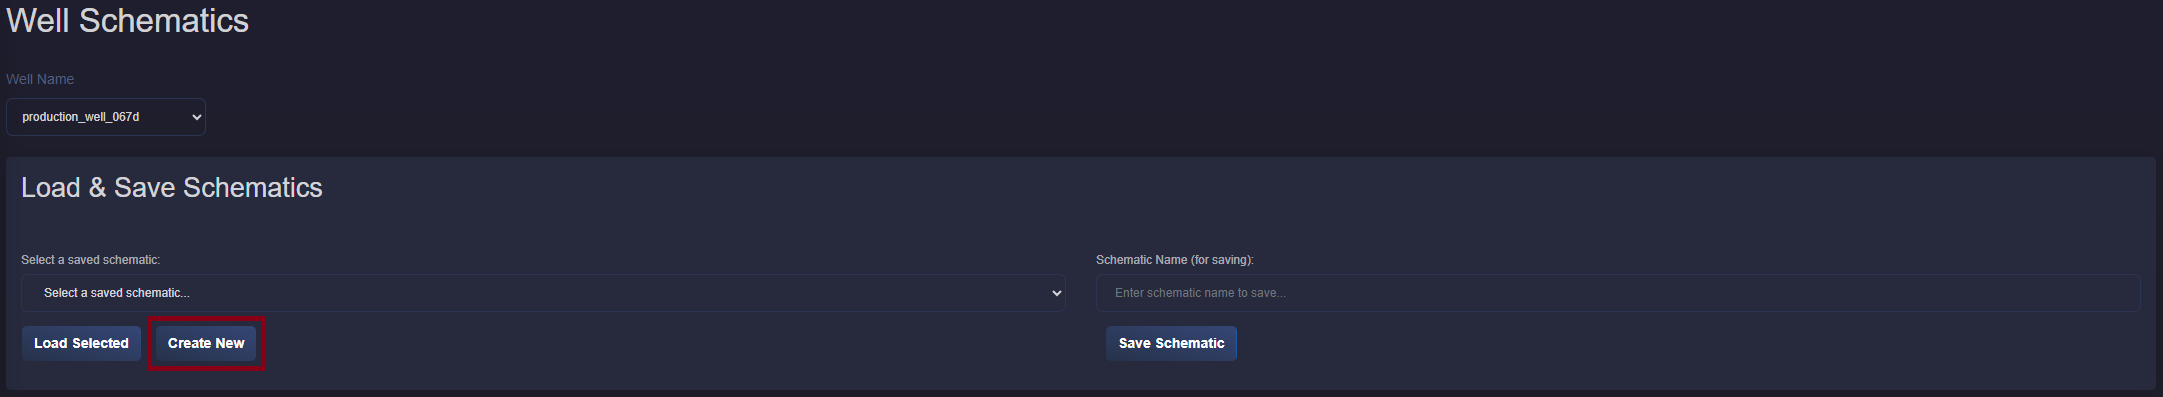 Well Schematics
Well Name
production_well_067d
Load & Save Schematics
Select a saved schematic:
Select a saved schematic...
Load Selected
Create New
Schematic Name (for saving):
Enter schematic name to save...
Save Schematic